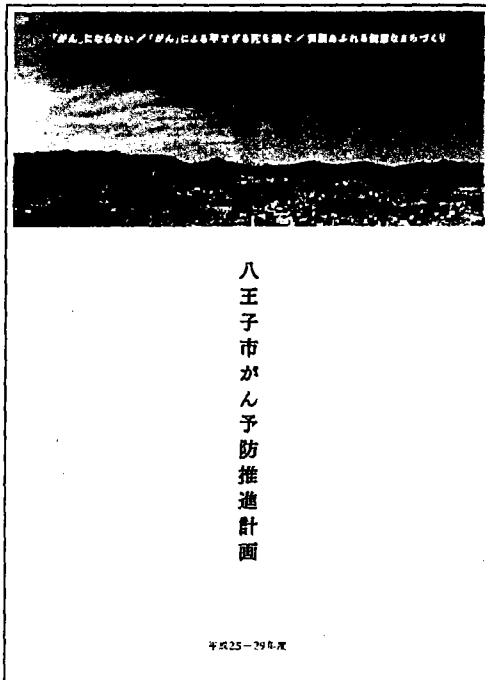 「がん」にならない/「がん」による早すぎる死を防ぐ/笑顔あふれる健康なまちづくり
八王子市がん予防推進計画
平成25-29年度